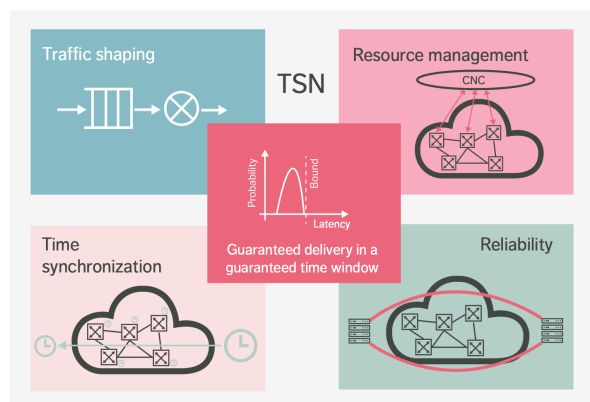 Traffic shaping
TSN
Resource management
CNC
Probability
Bound
Latency
Guaranteed delivery in a
guaranteed time window
Time
synchronization
Reliability